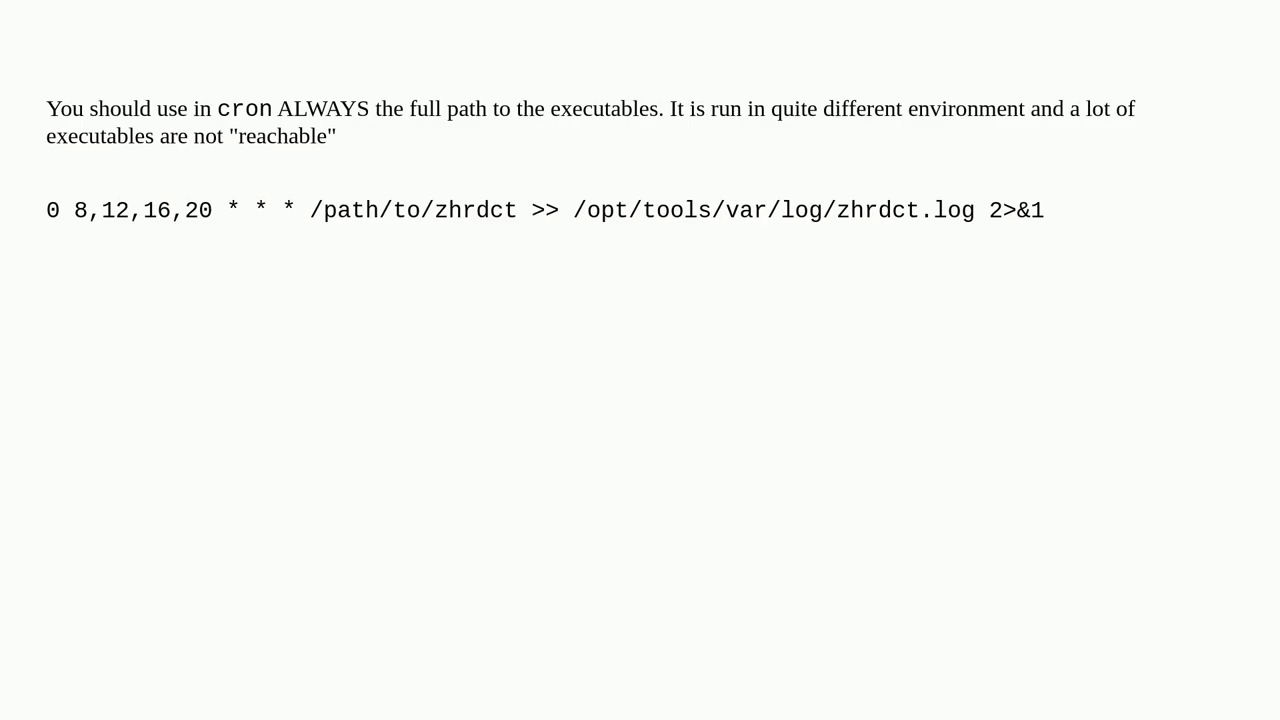 You should use in cron ALWAYS the full path to the executables. It is run in quite different environment and a lot of
executables are not "reachable"
0 8,12,16,20 * * * /path/to/zhrdct >> /opt/tools/var/log/zhrdct.log 2>&1